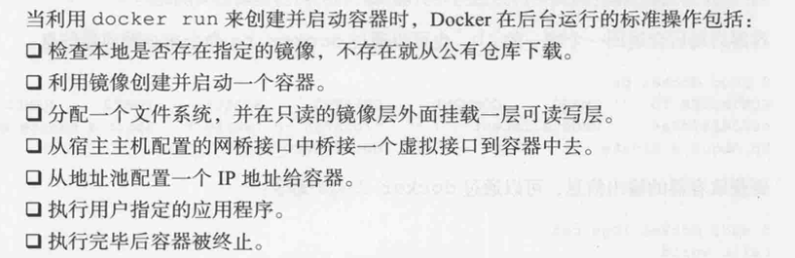 当利用 docker run 来创建并启动容器时，Docker 在后台运行的标准操作包括：
❑ 检查本地是否存在指定的镜像，不存在就从公有仓库下载。
❑ 利用镜像创建并启动一个容器。
❑ 分配一个文件系统，并在只读的镜像层外面挂载一层可读写层。
❑ 从宿主主机配置的网桥接口中桥接一个虚拟接口到容器中去。
❑ 从地址池配置一个 IP 地址给容器。
❑ 执行用户指定的应用程序。
❑ 执行完毕后容器被终止。